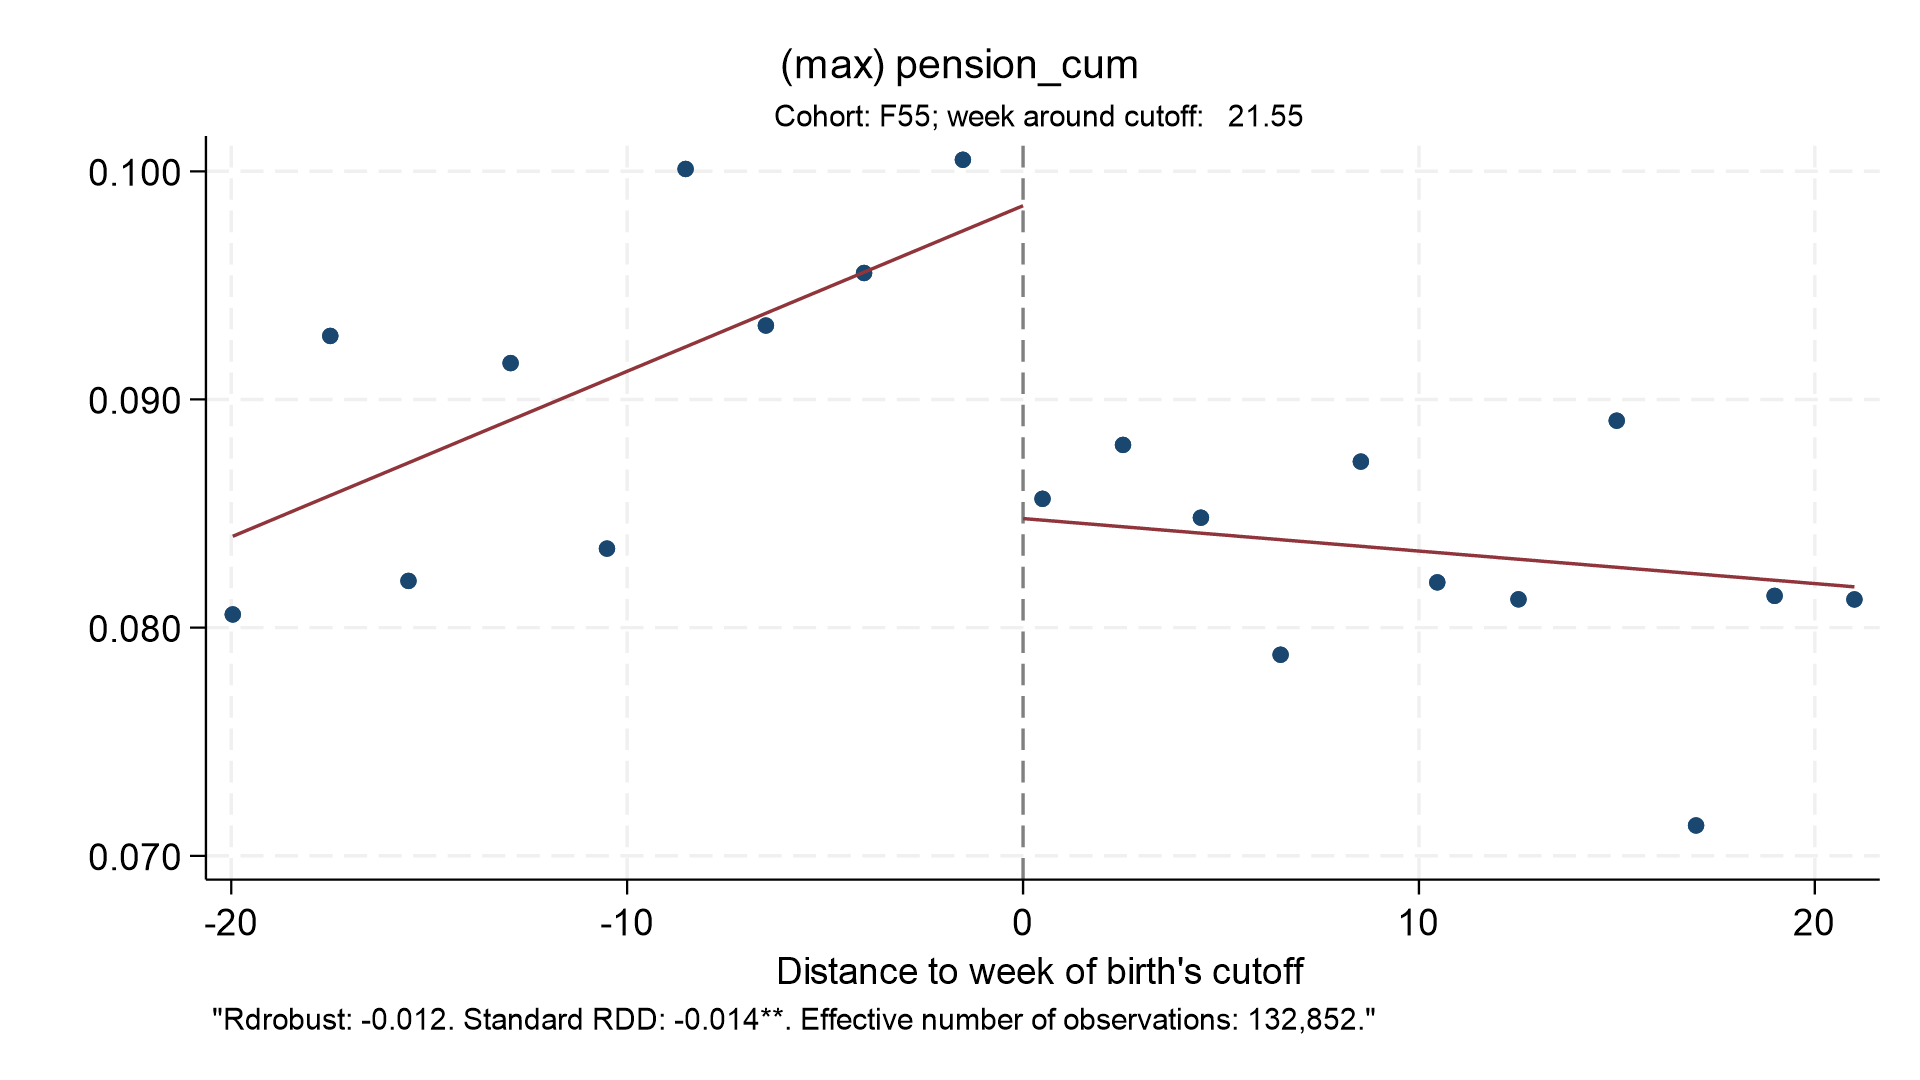 (max) pension_cum
Cohort: F55; week around cutoff: 21.55
0.100
0.090
0.080
0.070
-20 -10 0 10 20
Distance to week of birth's cutoff
"Rdrobust: -0.012. Standard RDD: -0.014**. Effective number of observations: 132,852."